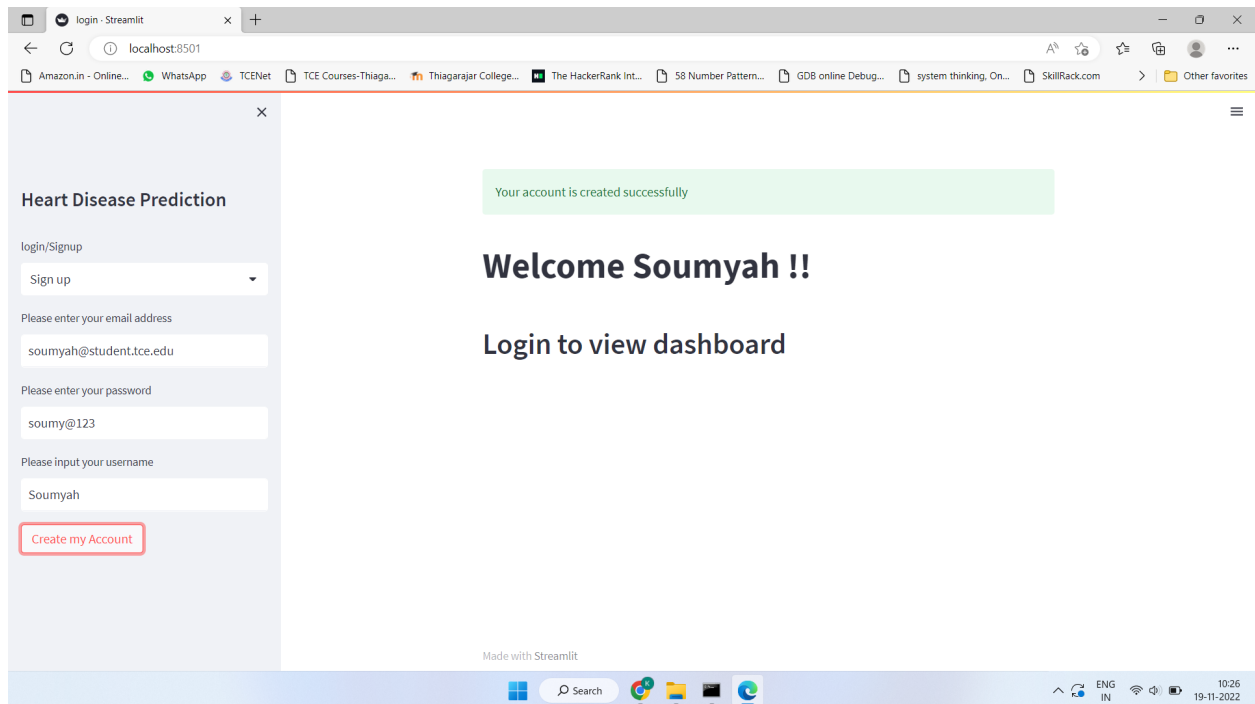 login · Streamlit
localhost:8501
Amazon.in - Online... WhatsApp TCENet TCE Courses-Thiaga... Thiagarajar College... The HackerRank Int... 58 Number Pattern... GDB online Debug... system thinking, On... SkillRack.com Other favorites
Heart Disease Prediction
login/Signup
Sign up
Please enter your email address
soumyah@student.tce.edu
Please enter your password
soumy@123
Please input your username
Soumyah
Create my Account
Your account is created successfully
Welcome Soumyah !!
Login to view dashboard
Made with Streamlit
Search
ENG
IN
10:26
19-11-2022